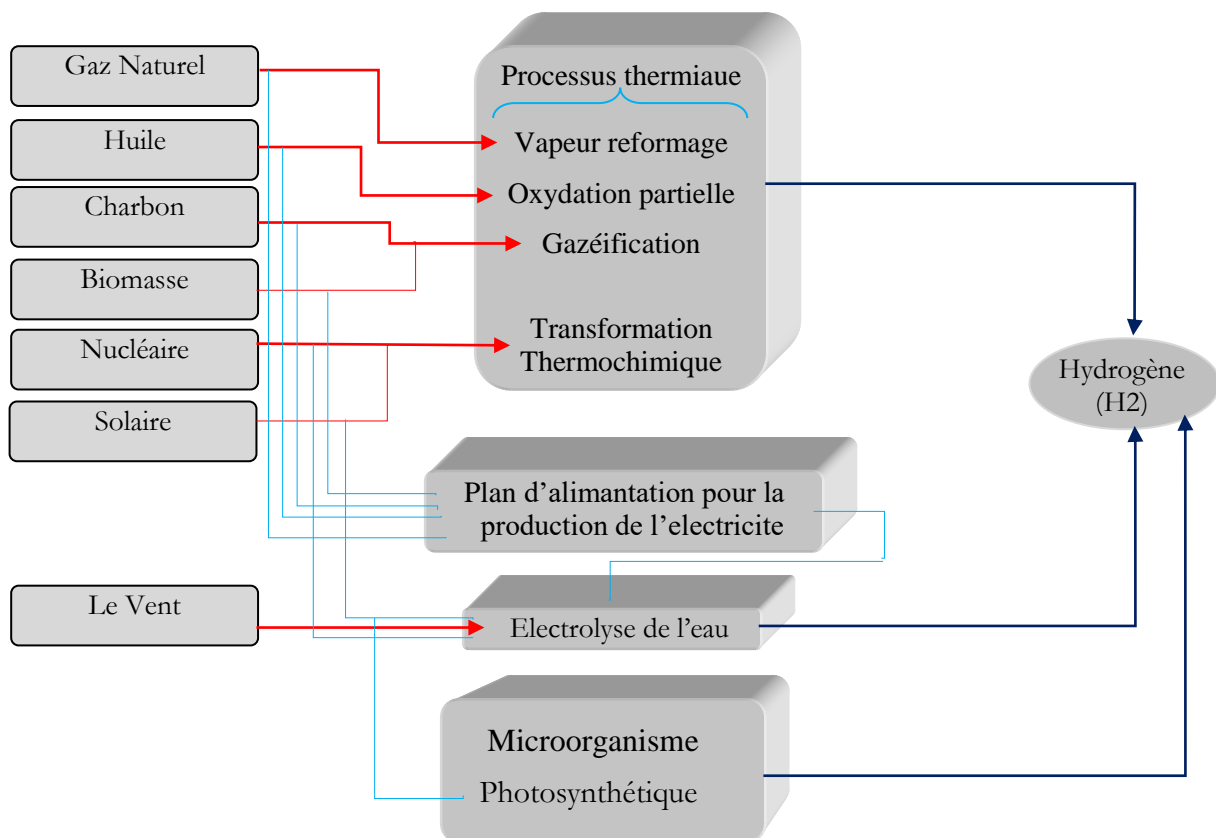 Gaz Naturel
Huile
Charbon
Biomasse
Nucléaire
Solaire
Le Vent
Processus thermiaue
Vapeur reformage
Oxydation partielle
Gazéification
Transformation
Thermochimique
Plan d’alimantation pour la
production de l’electricite
Electrolyse de l’eau
Microorganisme
Photosynthétique
Hydrogène
(H2)